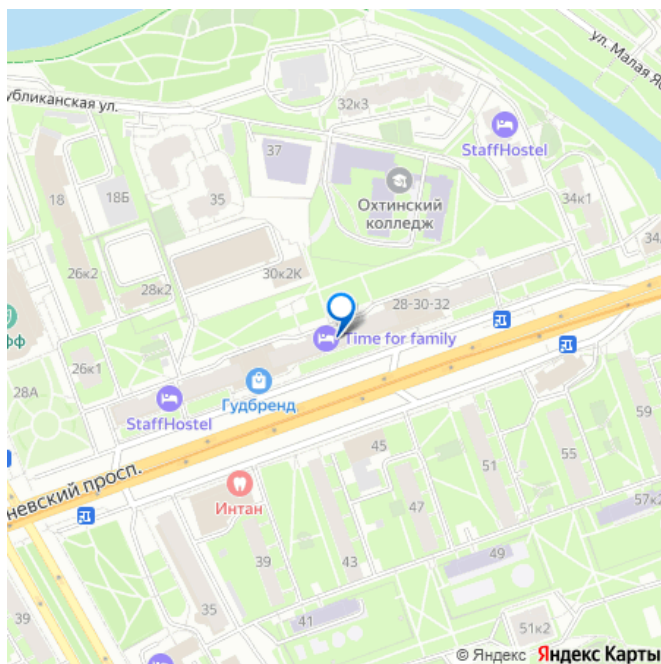 ул. Малая Яб
убликанская ул.
32к3
StaffHostel
37
18
18Б
35
Охтинский
колледж
34к1
34
26к2
30к2К
28к2
28-30-32
фф
Time for family
26к1
28А
Гудбренд
StaffHostel
59
45
невский просп.
51
55
Интан
47
57к2
39
43
49
35
41
39
51к2
© Яндекс Яндекс Карты